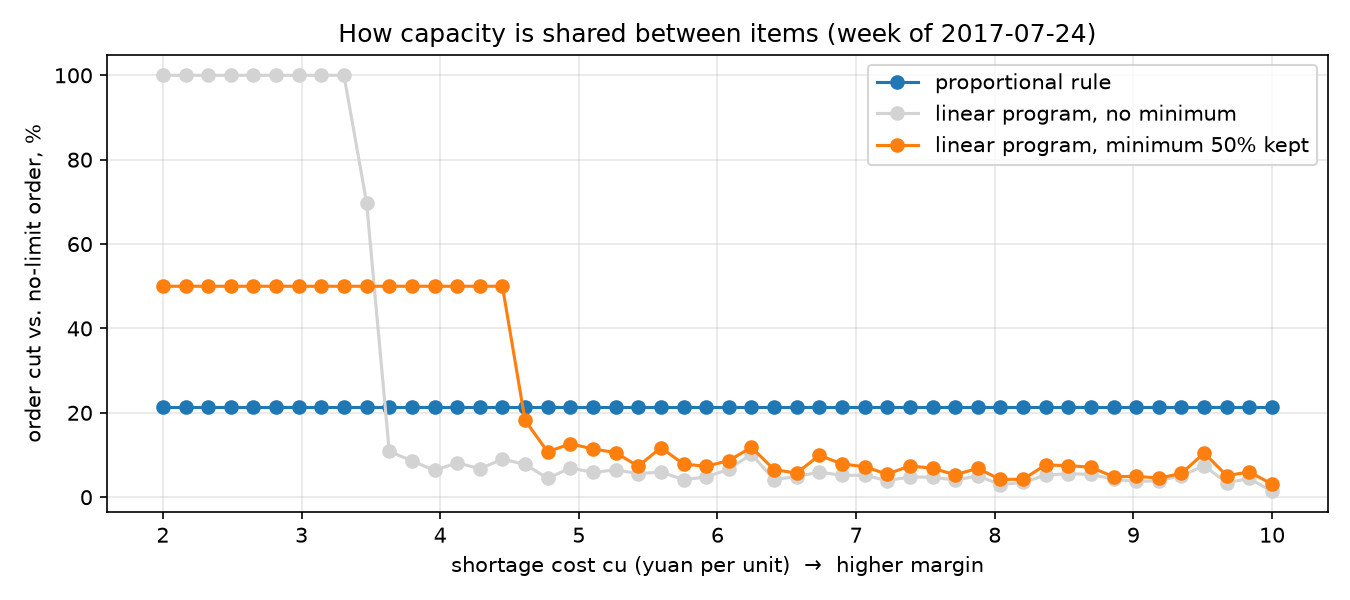 How capacity is shared between items (week of 2017-07-24)
proportional rule
linear program, no minimum
linear program, minimum 50% kept
order cut vs. no-limit order, %
100
80
60
40
20
0
2 3 4 5 6 7 8 9 10
shortage cost cu (yuan per unit) → higher margin